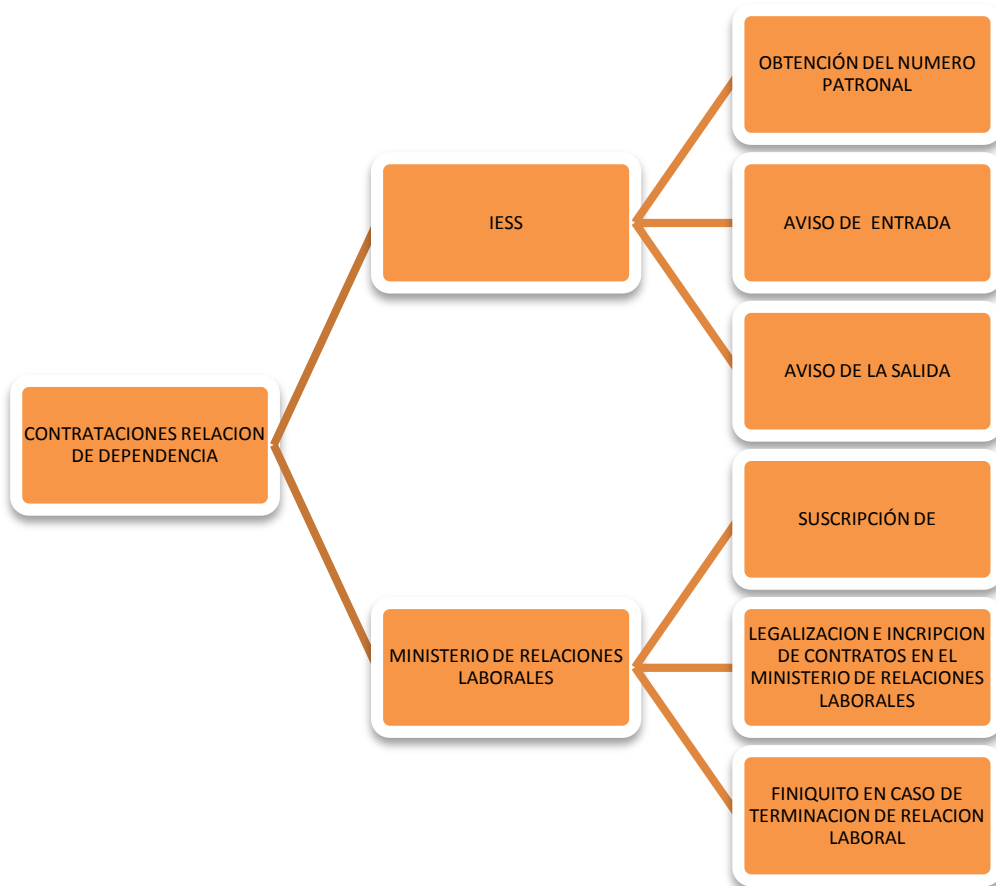 OBTENCIÓN DEL NUMERO
PATRONAL
IESS
AVISO DE ENTRADA
AVISO DE LA SALIDA
CONTRATACIONES RELACION
DE DEPENDENCIA
SUSCRIPCIÓN DE
MINISTERIO DE RELACIONES
LABORALES
LEGALIZACION E INCRIPCION
DE CONTRATOS EN EL
MINISTERIO DE RELACIONES
LABORALES
FINIQUITO EN CASO DE
TERMINACION DE RELACION
LABORAL